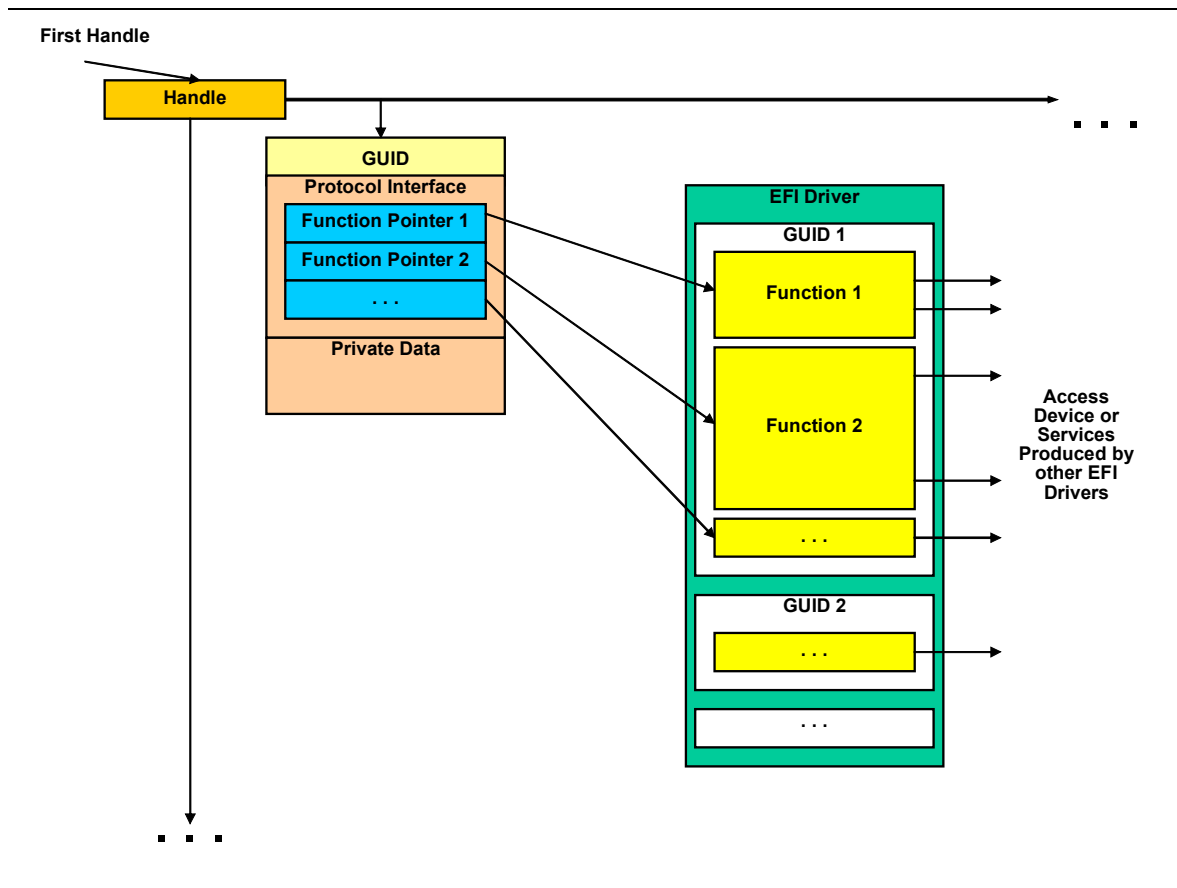 First Handle
Handle
. . .
GUID
Protocol Interface
Function Pointer 1
Function Pointer 2
. . .
Private Data
EFI Driver
GUID 1
Function 1
Function 2
. . .
GUID 2
. . .
. . .
Access
Device or
Services
Produced by
other EFI
Drivers
. . .